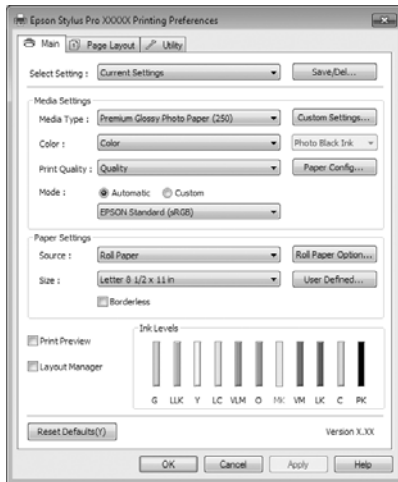 Epson Stylus Pro XXXXX Printing Preferences
Main Page Layout Utility
Select Setting : Current Settings Save/Del...
Media Settings
Media Type : Premium Glossy Photo Paper (250) Custom Settings...
Color : Color Photo Black Ink
Print Quality : Quality Paper Config...
Mode : Automatic Custom
EPSON Standard (sRGB)
Paper Settings
Source : Roll Paper Roll Paper Option...
Size : Letter 8 1/2 x 11 in User Defined...
Borderless
Print Preview
Layout Manager
Ink Levels
G LLK Y LC VLM O MK VM LK C PK
Reset Defaults(Y) Version X.XX
OK Cancel Apply Help